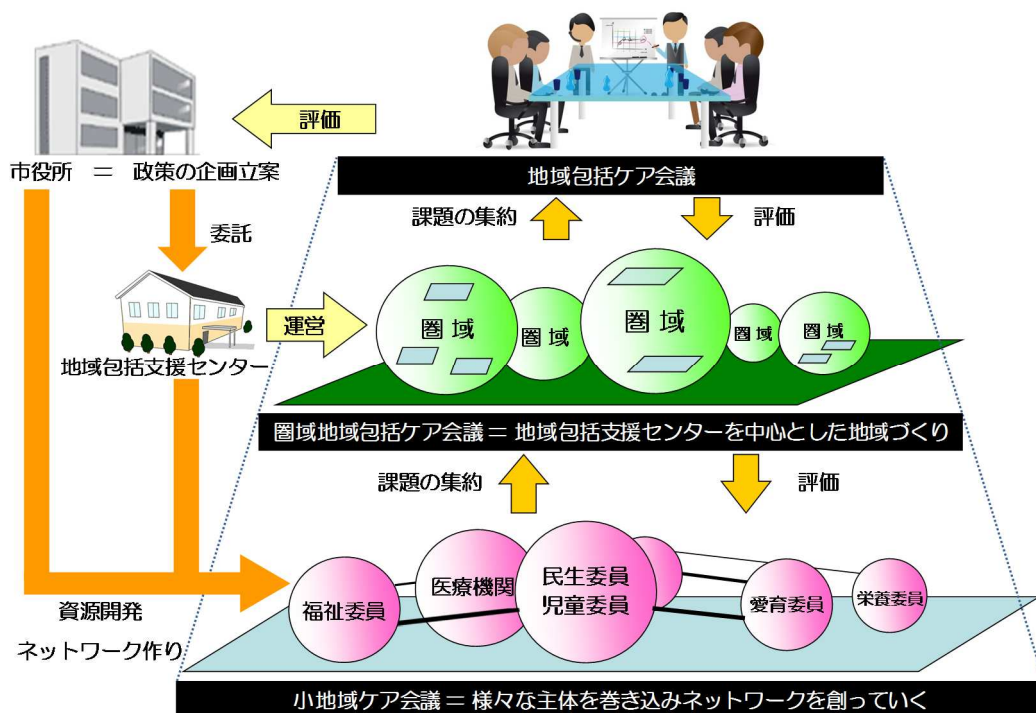 評価
市役所 = 政策の企画立案
地域包括ケア会議
課題の集約
評価
委託
圏域
圏域
圏域
圏域
圏域
運営
地域包括支援センター
圏域地域包括ケア会議= 地域包括支援センターを中心とした地域づくり
課題の集約
評価
福祉委員
医療機関
民生委員
児童委員
愛育委員
栄養委員
資源開発
ネットワーク作り
小地域ケア会議= 様々な主体を巻き込みネットワークを創っていく